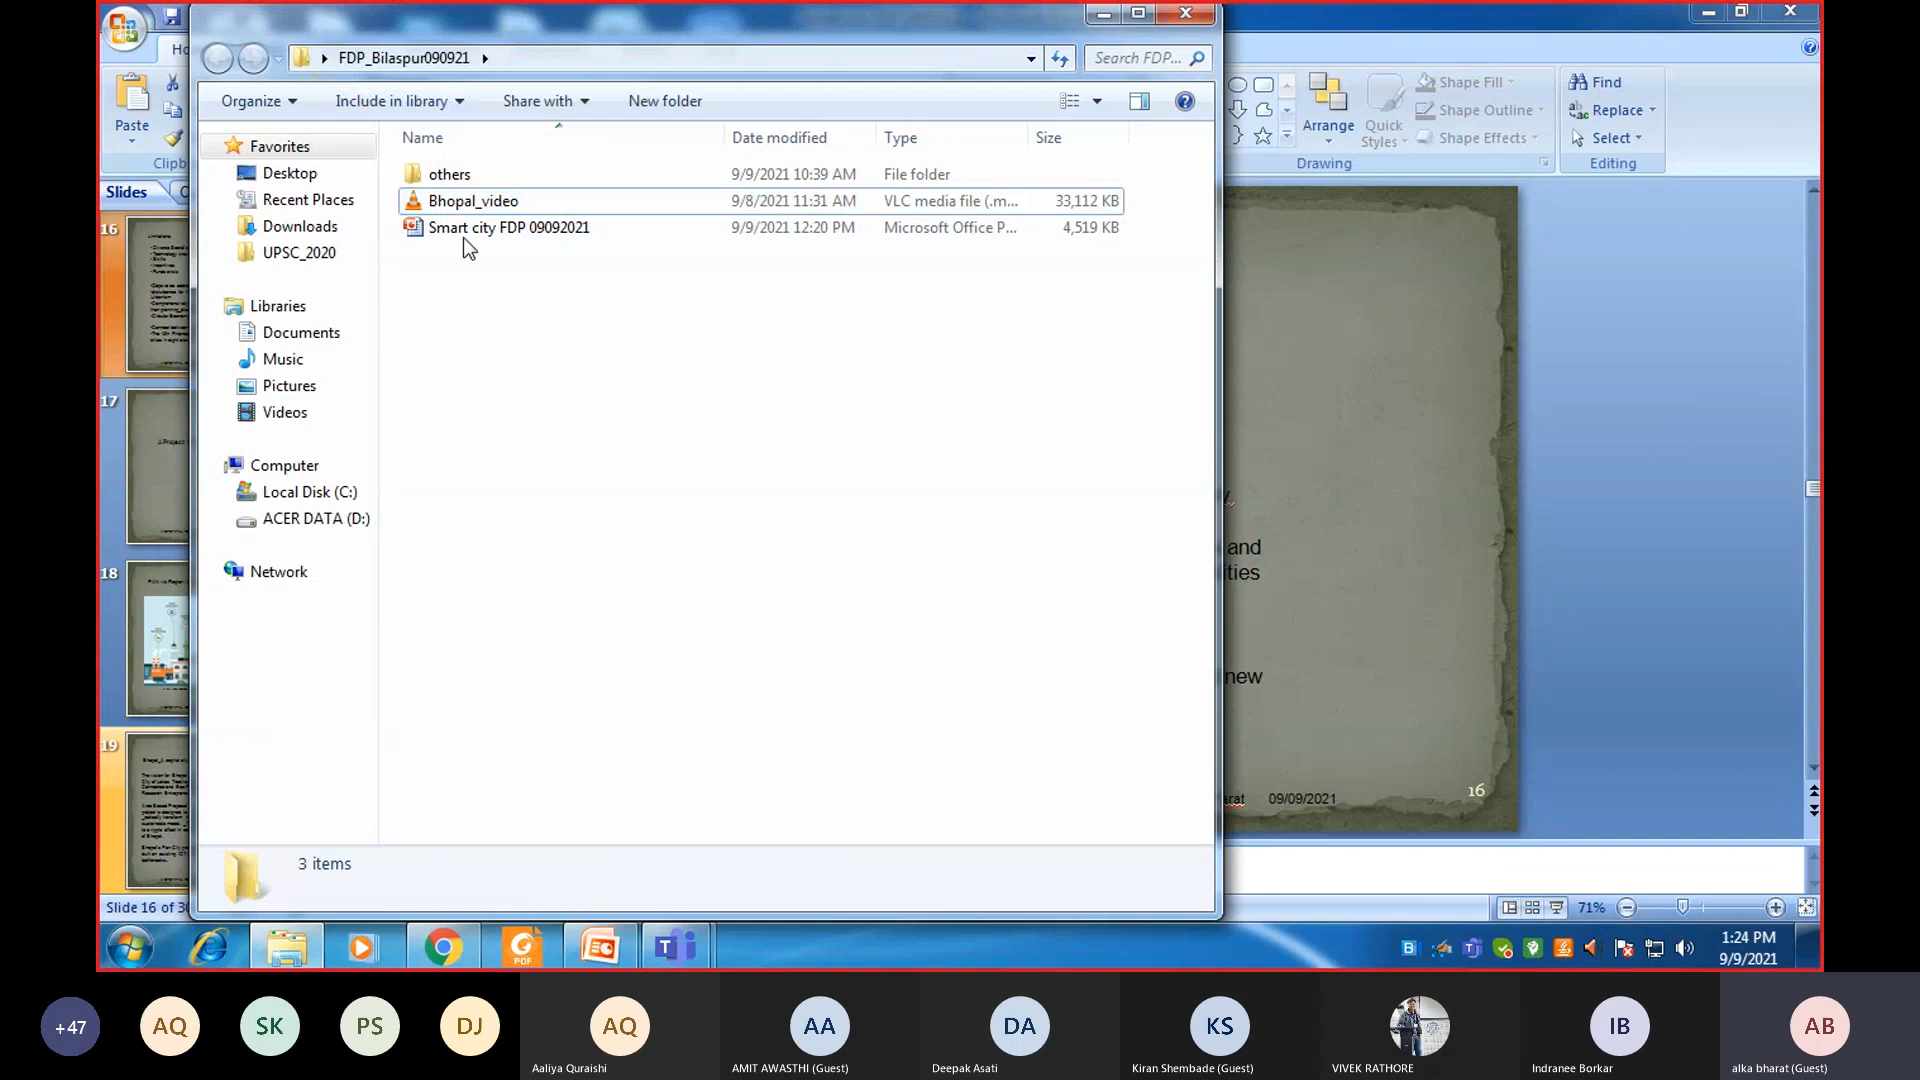 FDP_Bilaspur090921
Search FDP...
Organize
Include in library
Share with
New folder
Name
Date modified
Type
Size
others
9/9/2021 10:39 AM
File folder
Bhopal_video
9/8/2021 11:31 AM
VLC media file (.m...
33,112 KB
Smart city FDP 09092021
9/9/2021 12:20 PM
Microsoft Office P...
4,519 KB
Favorites
Desktop
Recent Places
Downloads
UPSC_2020
Libraries
Documents
Music
Pictures
Videos
Computer
Local Disk (C:)
ACER DATA (D:)
Network
3 items
Paste
Slides
16
17
18
19
Slide 16 of
Arrange
Quick
Styles
Shape Fill
Shape Outline
Shape Effects
Drawing
Find
Replace
Select
Editing
and
ties
new
09/09/2021
16
71%
PDF
1:24 PM
9/9/2021
+47
AQ
SK
PS
DJ
AQ
Aaliya Quraishi
AA
AMIT AWASTHI (Guest)
DA
Deepak Asati
KS
Kiran Shembade (Guest)
VIVEK RATHORE
IB
Indranee Borkar
AB
alka bharat (Guest)